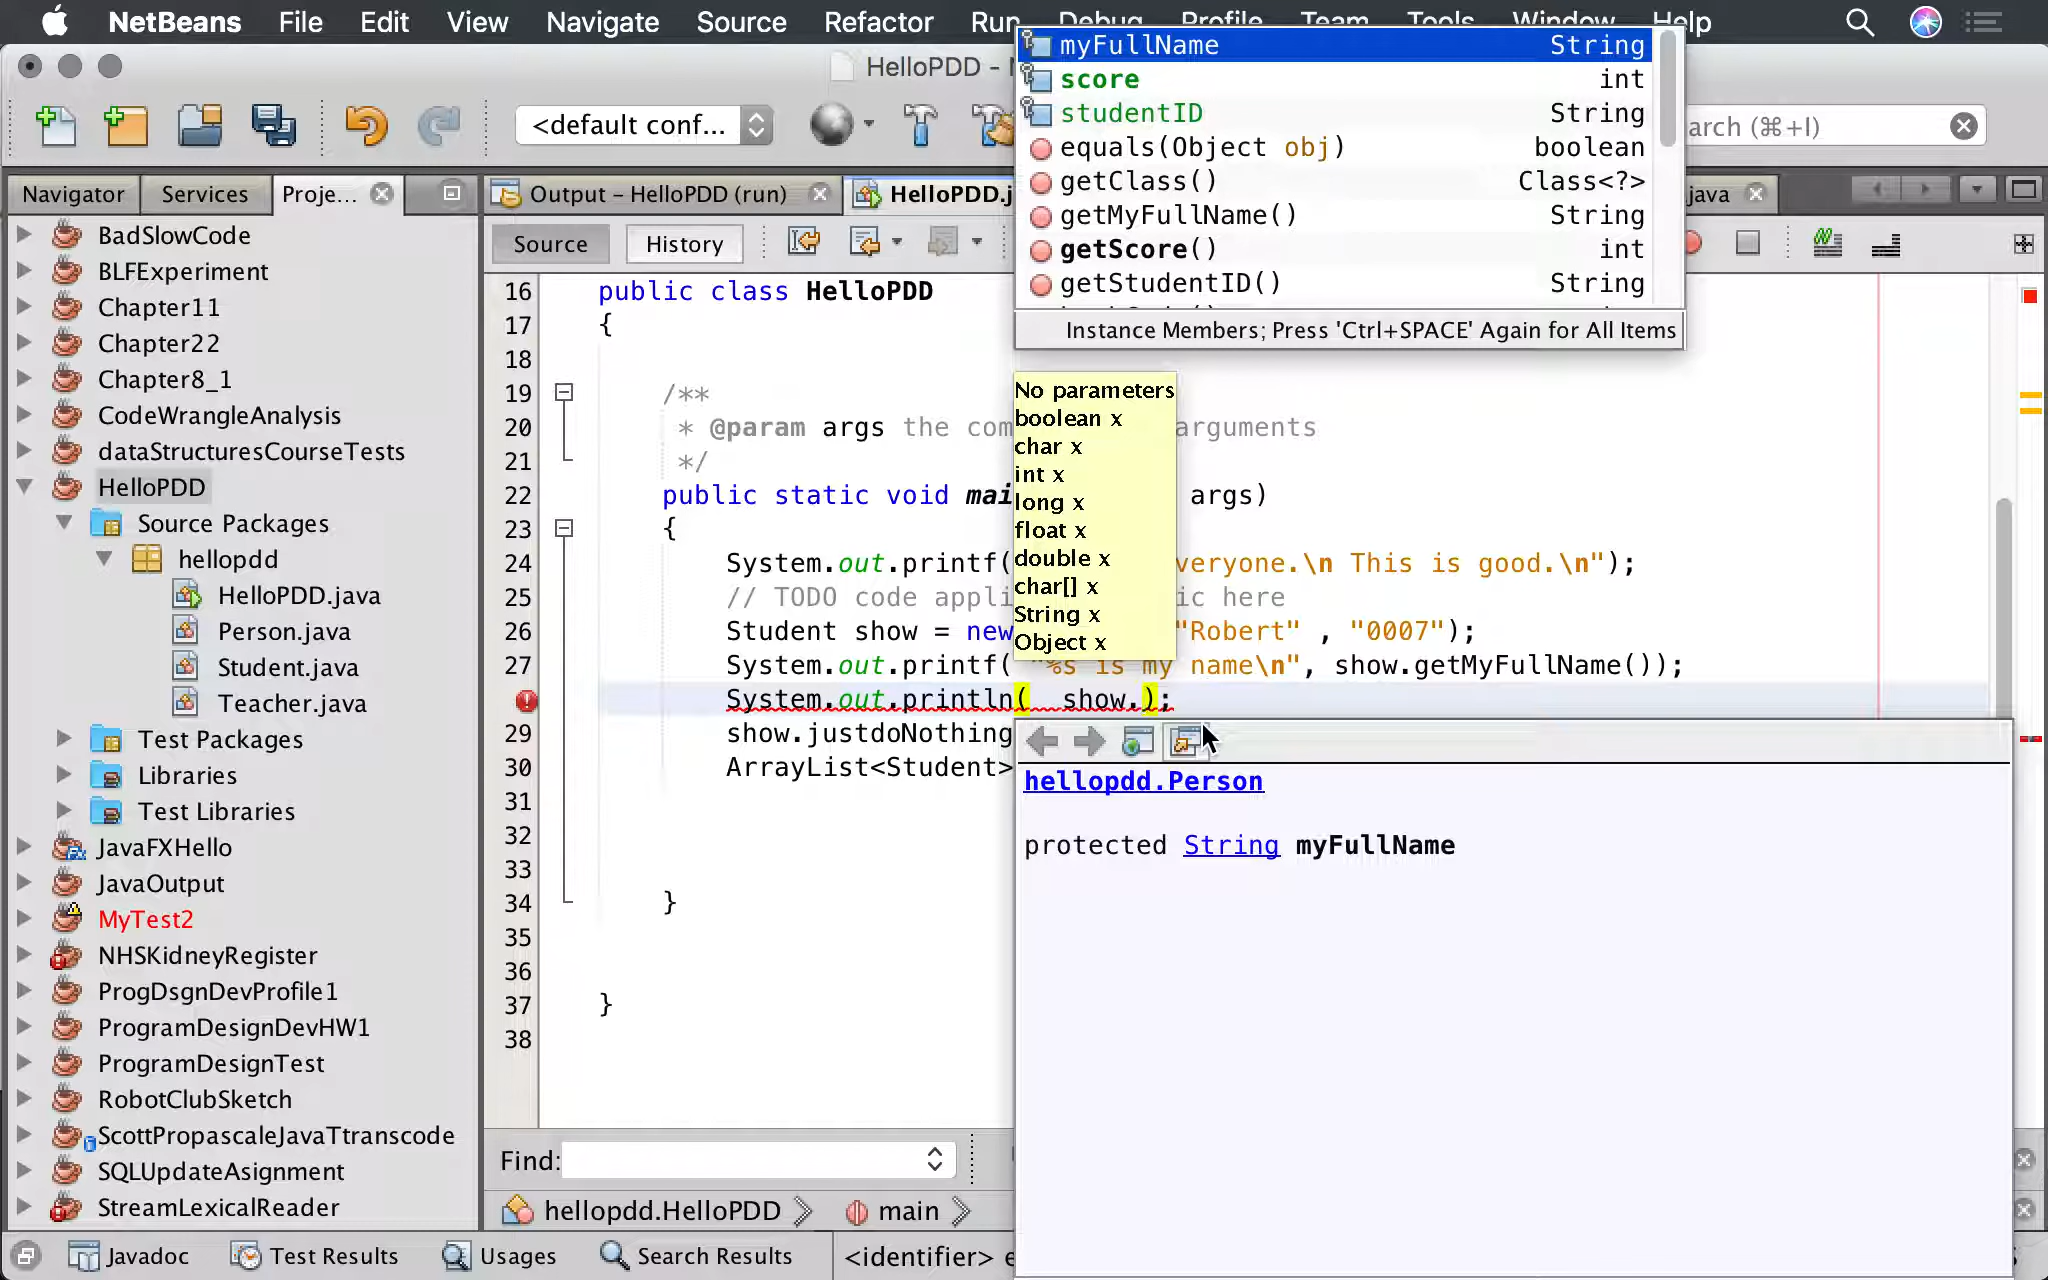 NetBeans File Edit View Navigate Source Refactor Run Debug Profile Team Tools Window Help
HelloPDD -
<default conf...
arch (⌘+I)
myFullName String
score int
studentID String
equals(Object obj) boolean
getClass() Class<?>
getMyFullName() String
getScore() int
getStudentID() String
Instance Members; Press 'Ctrl+SPACE' Again for All Items
Navigator Services Proje...
Output – HelloPDD (run) HelloPDD.j
java
Source History
BadSlowCode
BLFExperiment
Chapter11
Chapter22
Chapter8_1
CodeWrangleAnalysis
dataStructuresCourseTests
HelloPDD
Source Packages
hellopdd
HelloPDD.java
Person.java
Student.java
Teacher.java
Test Packages
Libraries
Test Libraries
JavaFXHello
JavaOutput
MyTest2
NHSKidneyRegister
ProgDsgnDevProfile1
ProgramDesignDevHW1
ProgramDesignTest
RobotClubSketch
ScottPropascaleJavaTtranscode
SQLUpdateAsignment
StreamLexicalReader
16 public class HelloPDD
17 {
18
19 /**
20 * @param args the com arguments
21 */
22 public static void mai args)
23 {
24 System.out.printf( veryone.\n This is good.\n");
25 // TODO code appli ic here
26 Student show = new "Robert" , "0007");
27 System.out.printf( "%s is my name\n", show.getMyFullName());
System.out.println( show.);
29 show.justdoNothing
30 ArrayList<Student>
31
32
33
34 }
35
36
37 }
38
No parameters
boolean x
char x
int x
long x
float x
double x
char[] x
String x
Object x
hellopdd.Person
protected String myFullName
Find:
hellopdd.HelloPDD main
Javadoc Test Results Usages Search Results <identifier> e